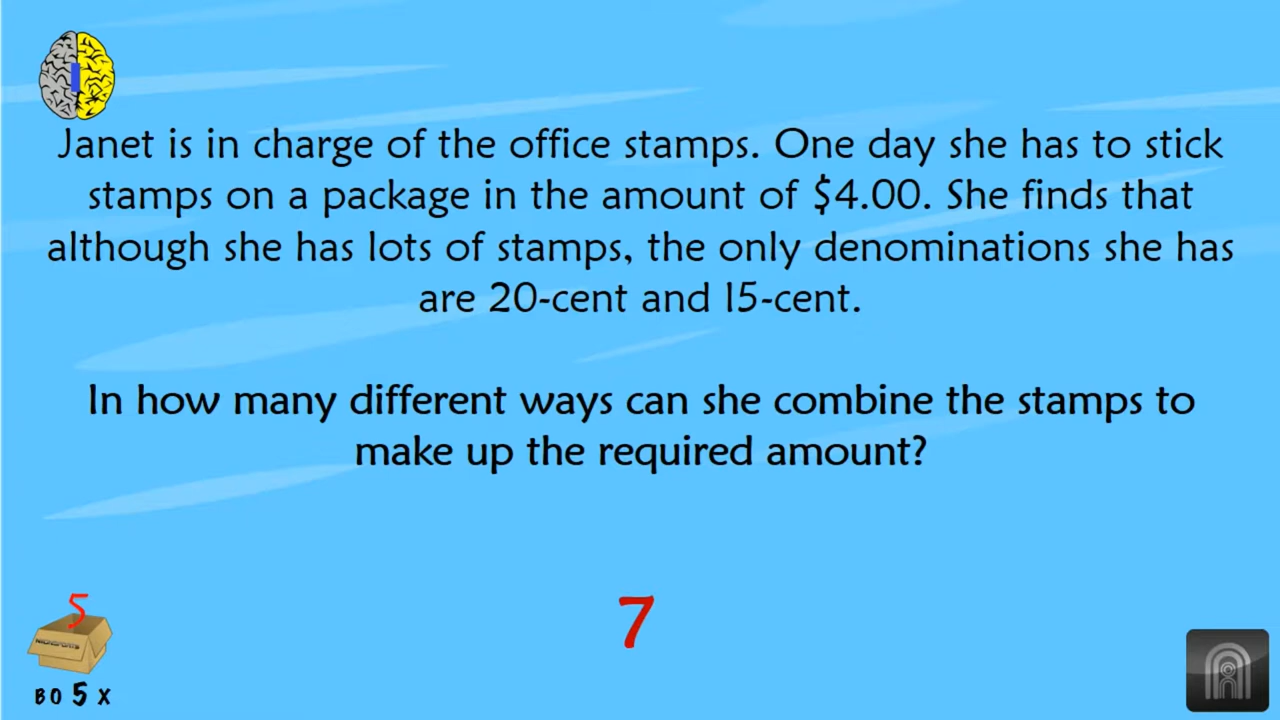 Janet is in charge of the office stamps. One day she has to stick
stamps on a package in the amount of $4.00. She finds that
although she has lots of stamps, the only denominations she has
are 20-cent and 15-cent.
In how many different ways can she combine the stamps to
make up the required amount?
5
7
BO5X